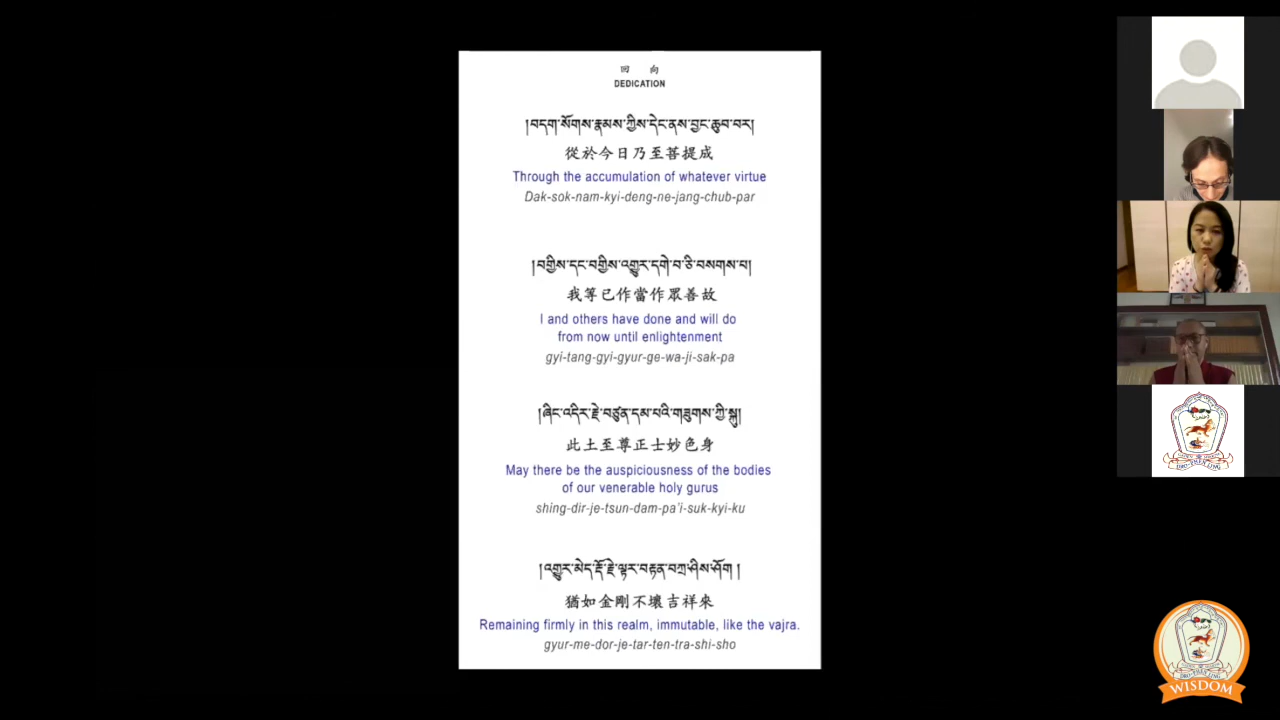 回 向
DEDICATION
།བདག་སོགས་རྣམས་ཀྱིས་དེང་ནས་བྱང་ཆུབ་བར།
從於今日乃至菩提成
Through the accumulation of whatever virtue
Dak-sok-nam-kyi-deng-ne-jang-chub-par
།བགྱིས་དང་བགྱིས་འགྱུར་དགེ་བ་ཅི་བསགས་པ།
我等已作當作眾善故
I and others have done and will do
from now until enlightenment
gyi-tang-gyi-gyur-ge-wa-ji-sak-pa
།ཞིང་འདིར་རྗེ་བཙུན་དམ་པའི་གཟུགས་ཀྱི་སྐུ།
此土至尊正士妙色身
May there be the auspiciousness of the bodies
of our venerable holy gurus
shing-dir-je-tsun-dam-pa'i-suk-kyi-ku
།འགྱུར་མེད་རྡོ་རྗེ་ལྟར་བརྟན་བཀྲ་ཤིས་ཤོག །
猶如金剛不壞吉祥來
Remaining firmly in this realm, immutable, like the vajra.
gyur-me-dor-je-tar-ten-tra-shi-sho
WISDOM